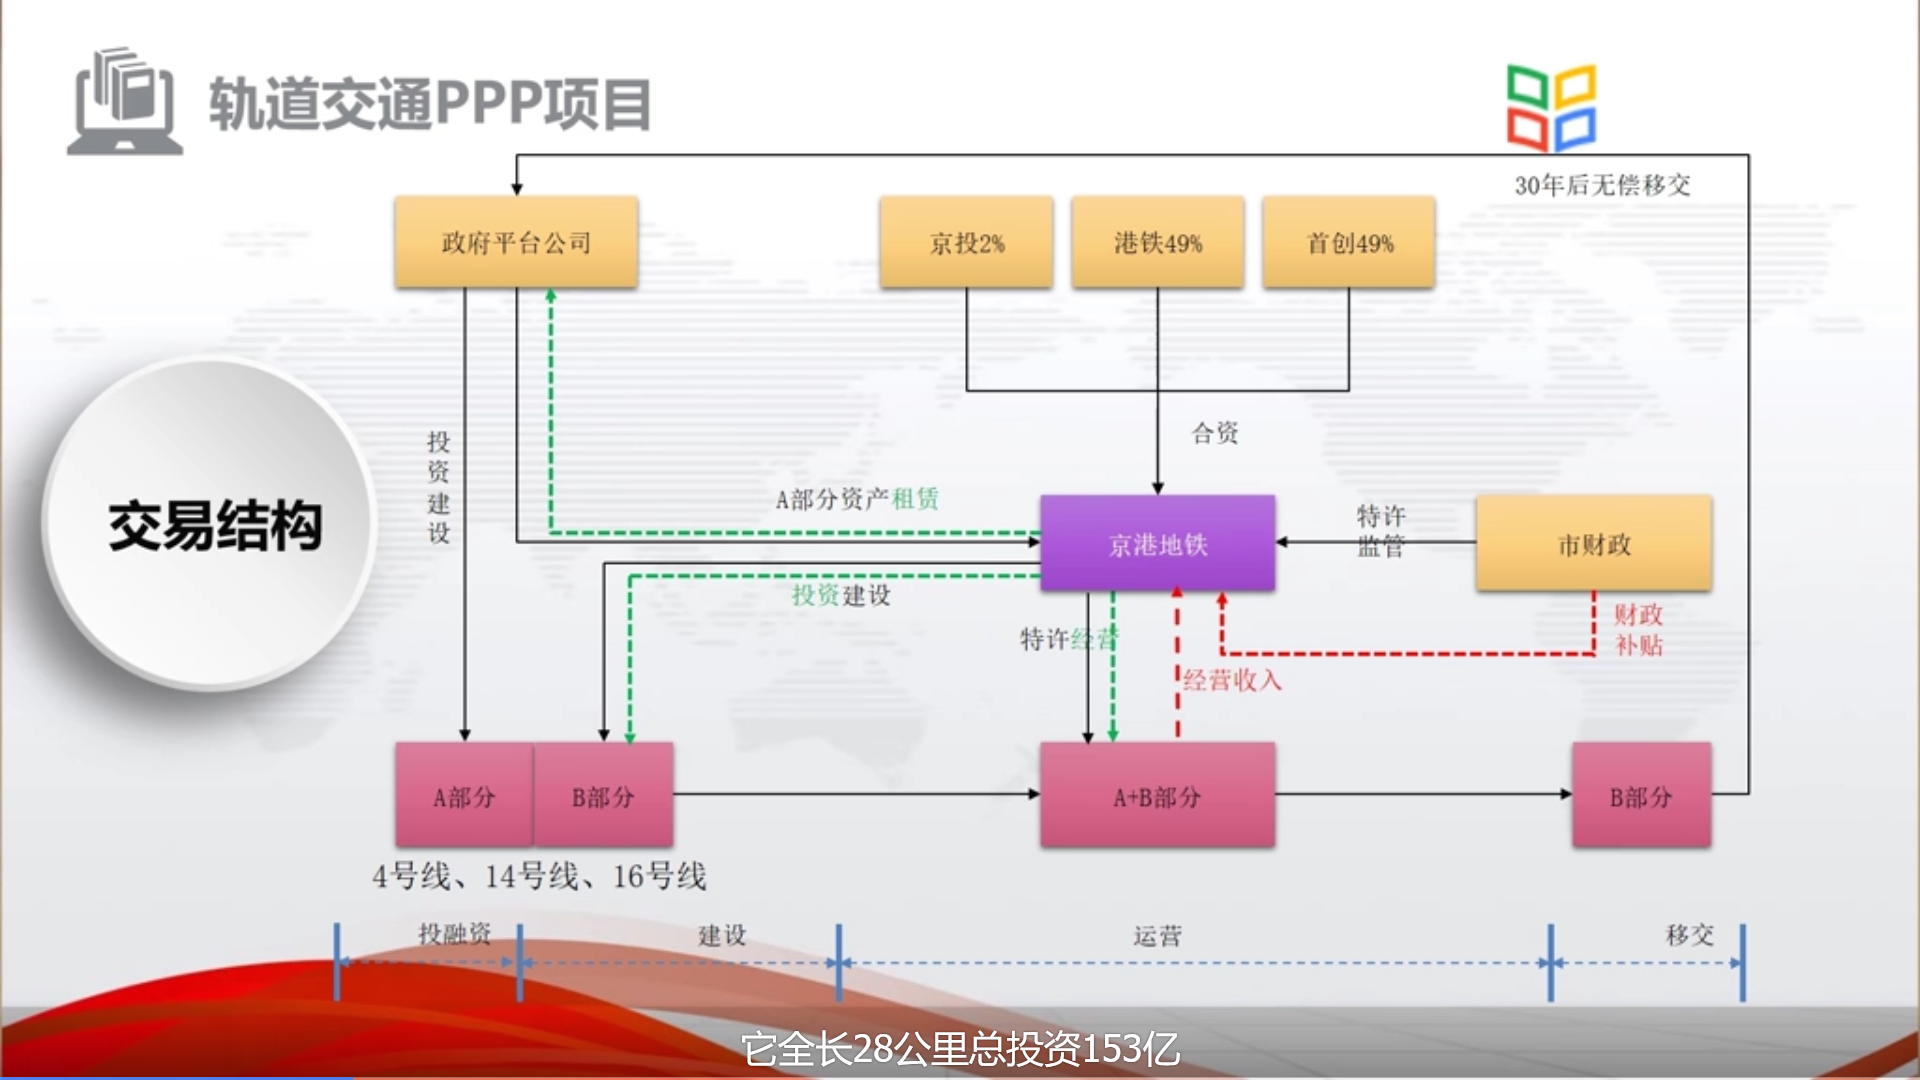 轨道交通PPP项目
30年后无偿移交
政府平台公司
京投2%
港铁49%
首创49%
投资建设
合资
A部分资产租赁
特许
监管
交易结构
京港地铁
市财政
投资建设
财政
补贴
特许经营
经营收入
A部分
B部分
A+B部分
B部分
4号线、14号线、16号线
投融资
建设
运营
移交
它全长28公里总投资153亿